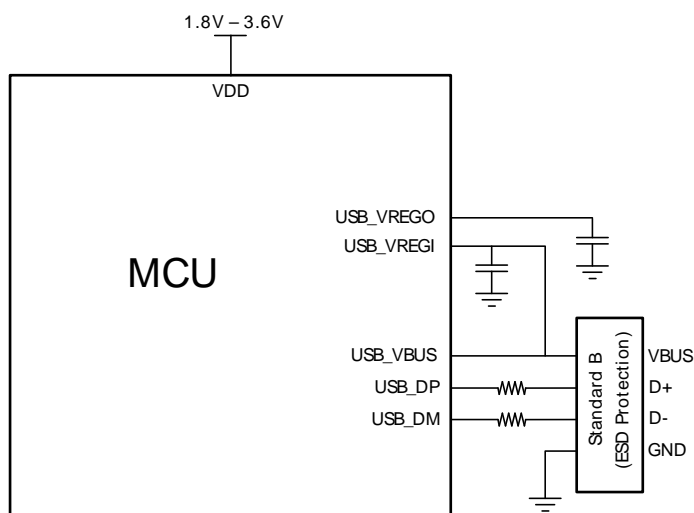 1.8V – 3.6V
VDD
MCU
USB_VREGO
USB_VREGI
USB_VBUS
USB_DP
USB_DM
Standard B
(ESD Protection)
VBUS
D+
D-
GND